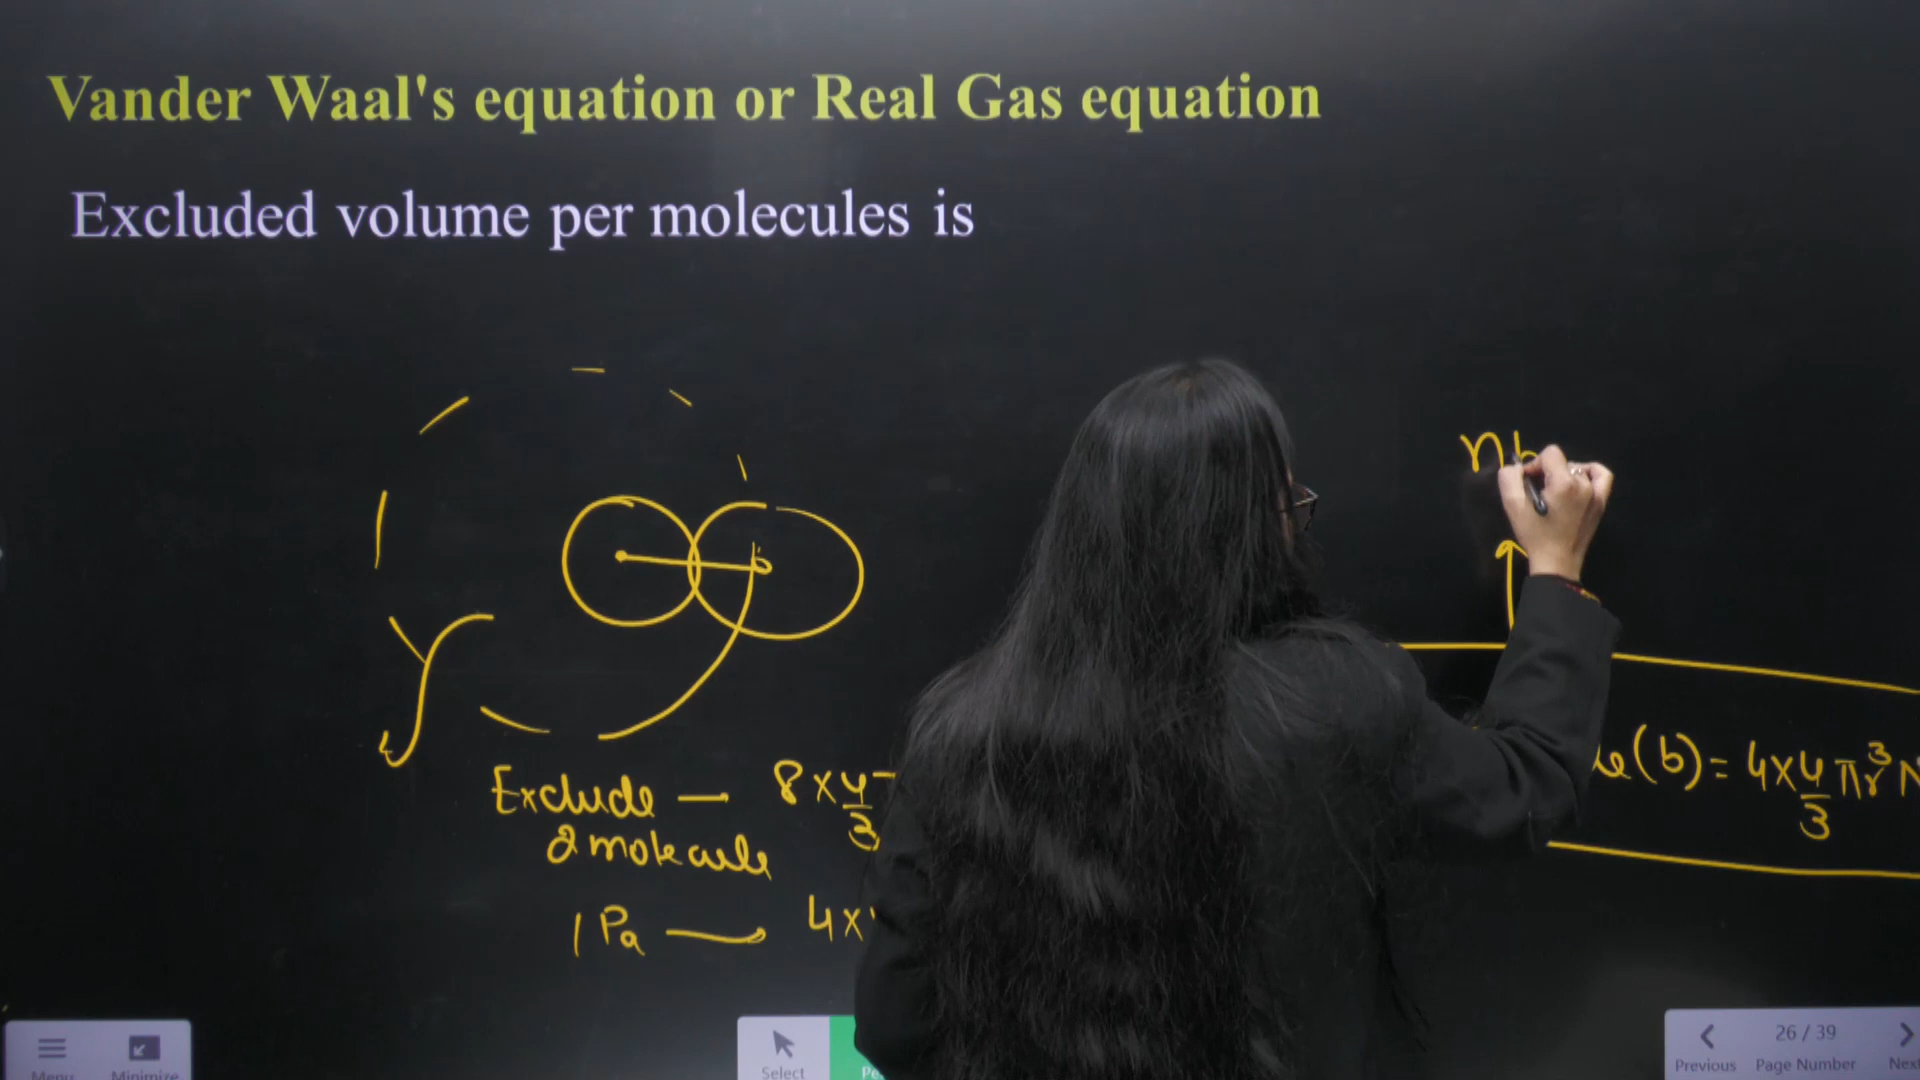 Vander Waal's equation or Real Gas equation
Excluded volume per molecules is
nb
Exclude — 8 × 4/3
2 molecule
(b) = 4 × 4/3 πr³ N
1 Pa → 4 ×
Menu
Minimize
Select
26 / 39
Previous
Page Number
Next